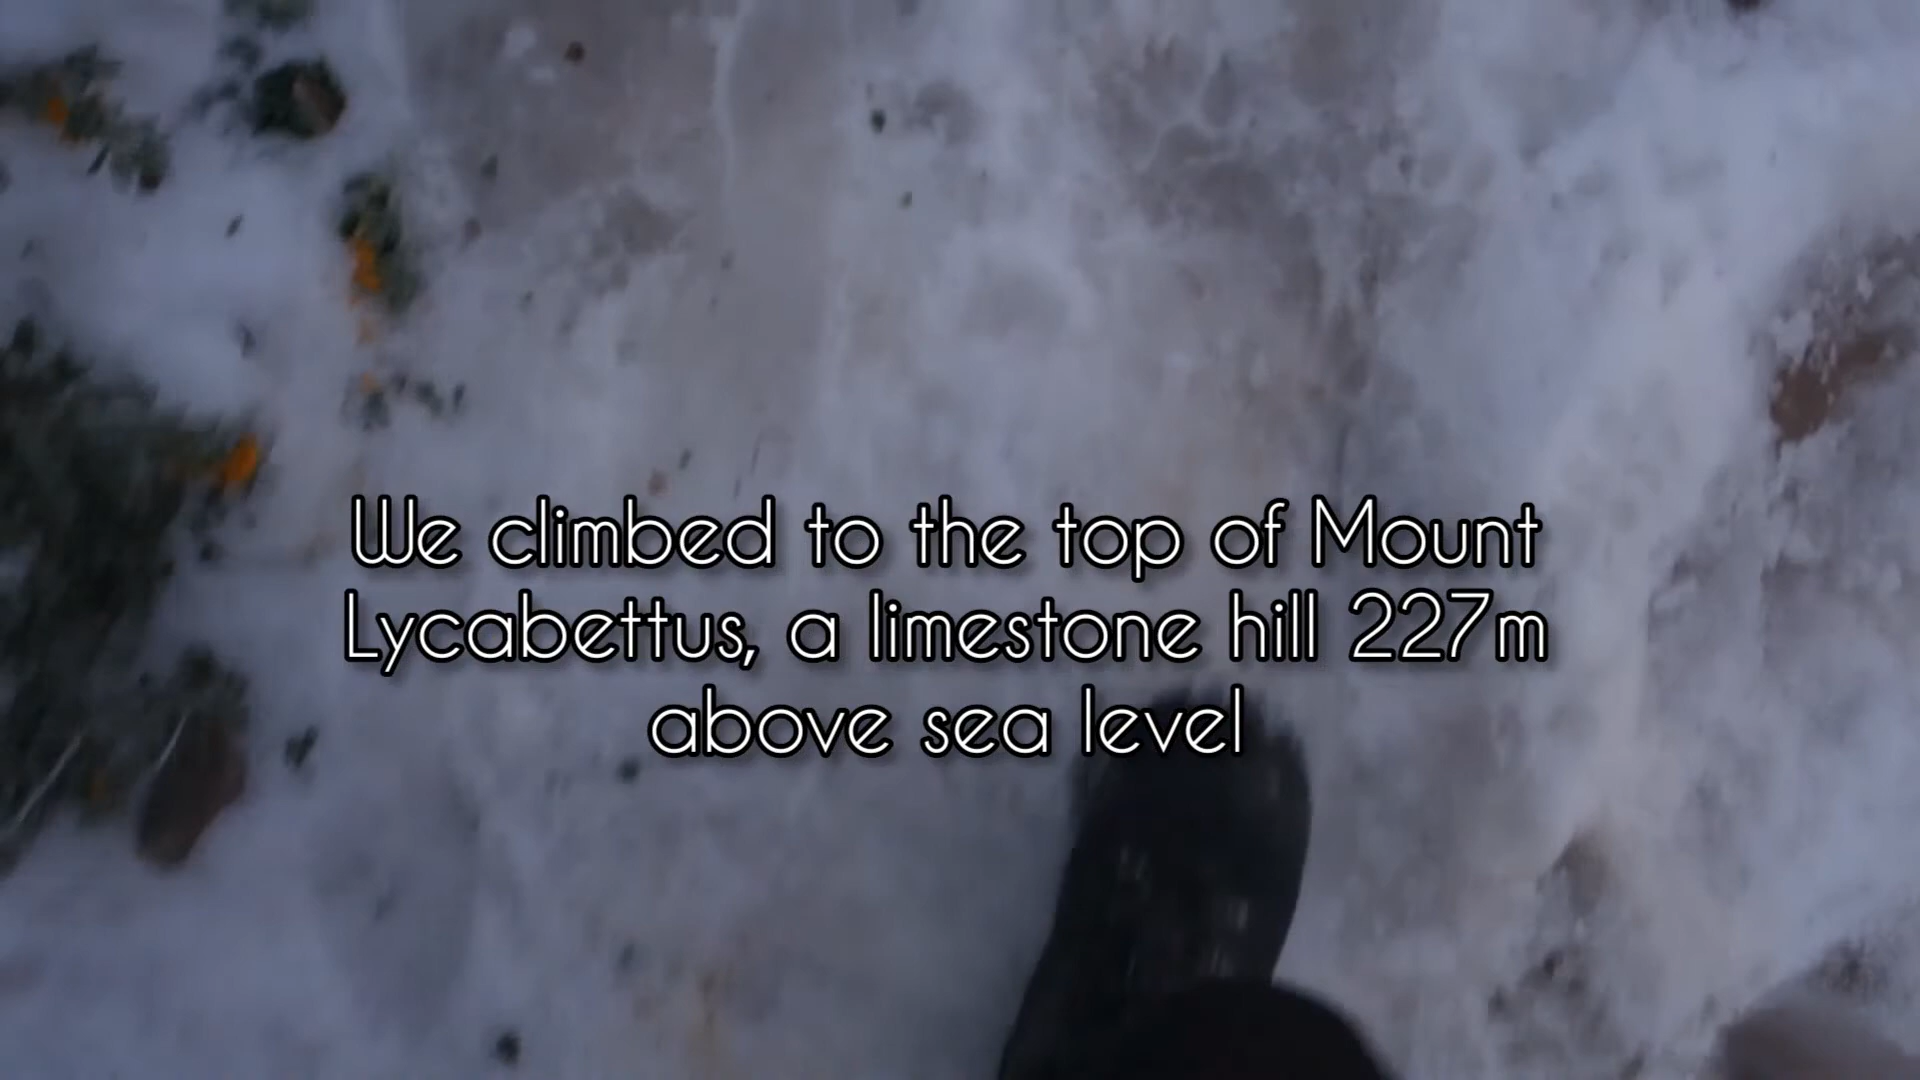 We climbed to the top of Mount
Lycabettus, a limestone hill 227m
above sea level